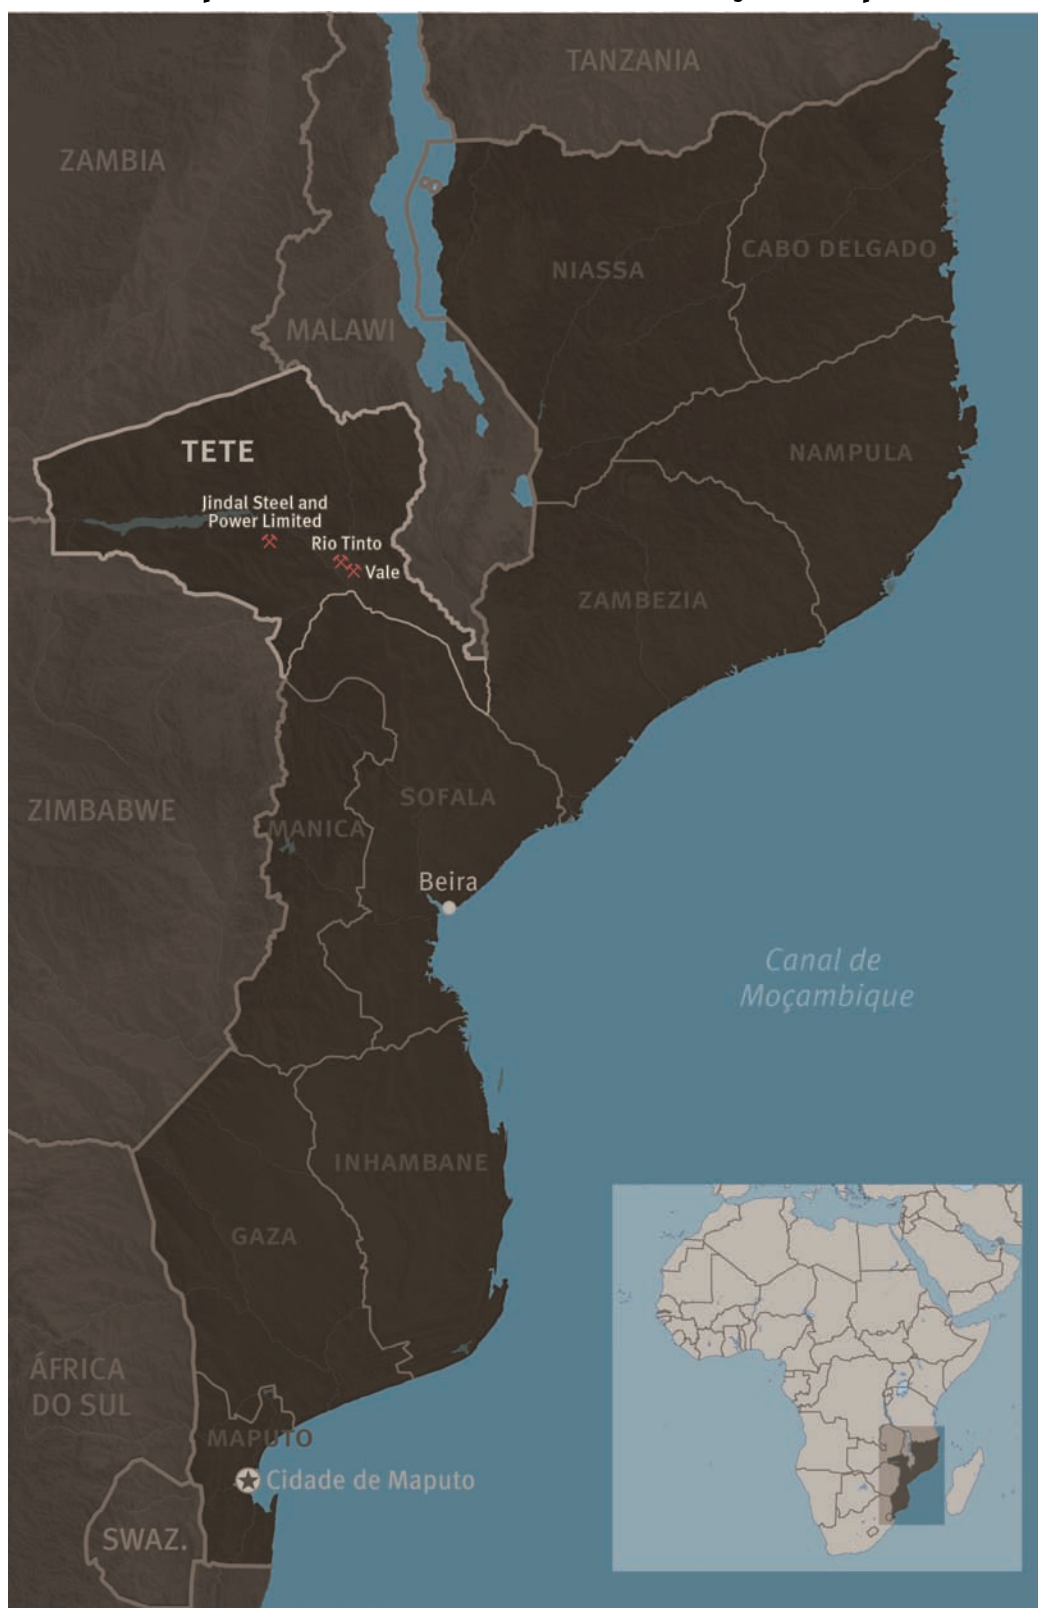 TANZANIA
ZAMBIA
CABO DELGADO
NIASSA
MALAWI
TETE
NAMPULA
Jindal Steel and
Power Limited
Rio Tinto
Vale
ZAMBEZIA
SOFALA
ZIMBABWE
MANICA
Beira
Canal de
Moçambique
INHAMBANE
GAZA
ÁFRICA
DO SUL
MAPUTO
Cidade de Maputo
SWAZ.